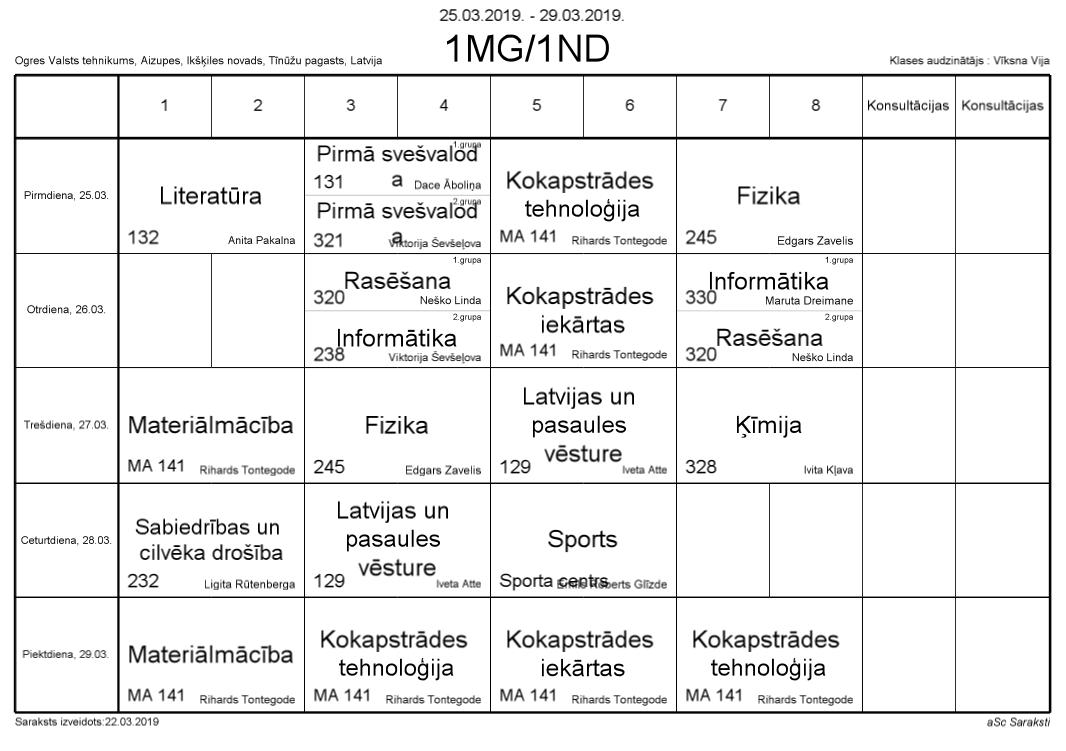 25.03.2019. - 29.03.2019.
1MG/1ND
Ogres Valsts tehnikums, Aizupes, Ikšķiles novads, Tīnūžu pagasts, Latvija
Klases audzinātājs : Vīksna Vija
1 2 3 4 5 6 7 8 Konsultācijas Konsultācijas
Pirmdiena, 25.03.
Literatūra
132 Anita Pakalna
1.grupa
Pirmā svešvalod
a
131 Dace Āboliņa
2.grupa
Pirmā svešvalod
a
321 Viktorija Ševšeļova
Kokapstrādes
tehnoloģija
MA 141 Rihards Tontegode
Fizika
245 Edgars Zavelis
Otrdiena, 26.03.
1.grupa
Rasēšana
320 Neško Linda
2.grupa
Informātika
238 Viktorija Ševšeļova
Kokapstrādes
iekārtas
MA 141 Rihards Tontegode
1.grupa
Informātika
330 Maruta Dreimane
2.grupa
Rasēšana
320 Neško Linda
Trešdiena, 27.03.
Materiālmācība
MA 141 Rihards Tontegode
Fizika
245 Edgars Zavelis
Latvijas un
pasaules
vēsture
129 Iveta Atte
Ķīmija
328 Ivita Kļava
Ceturtdiena, 28.03.
Sabiedrības un
cilvēka drošība
232 Ligita Rūtenberga
Latvijas un
pasaules
vēsture
129 Iveta Atte
Sports
Sporta centrs
Roberts Glīzde
Piektdiena, 29.03.
Materiālmācība
MA 141 Rihards Tontegode
Kokapstrādes
tehnoloģija
MA 141 Rihards Tontegode
Kokapstrādes
iekārtas
MA 141 Rihards Tontegode
Kokapstrādes
tehnoloģija
MA 141 Rihards Tontegode
Saraksts izveidots:22.03.2019
aSc Saraksti